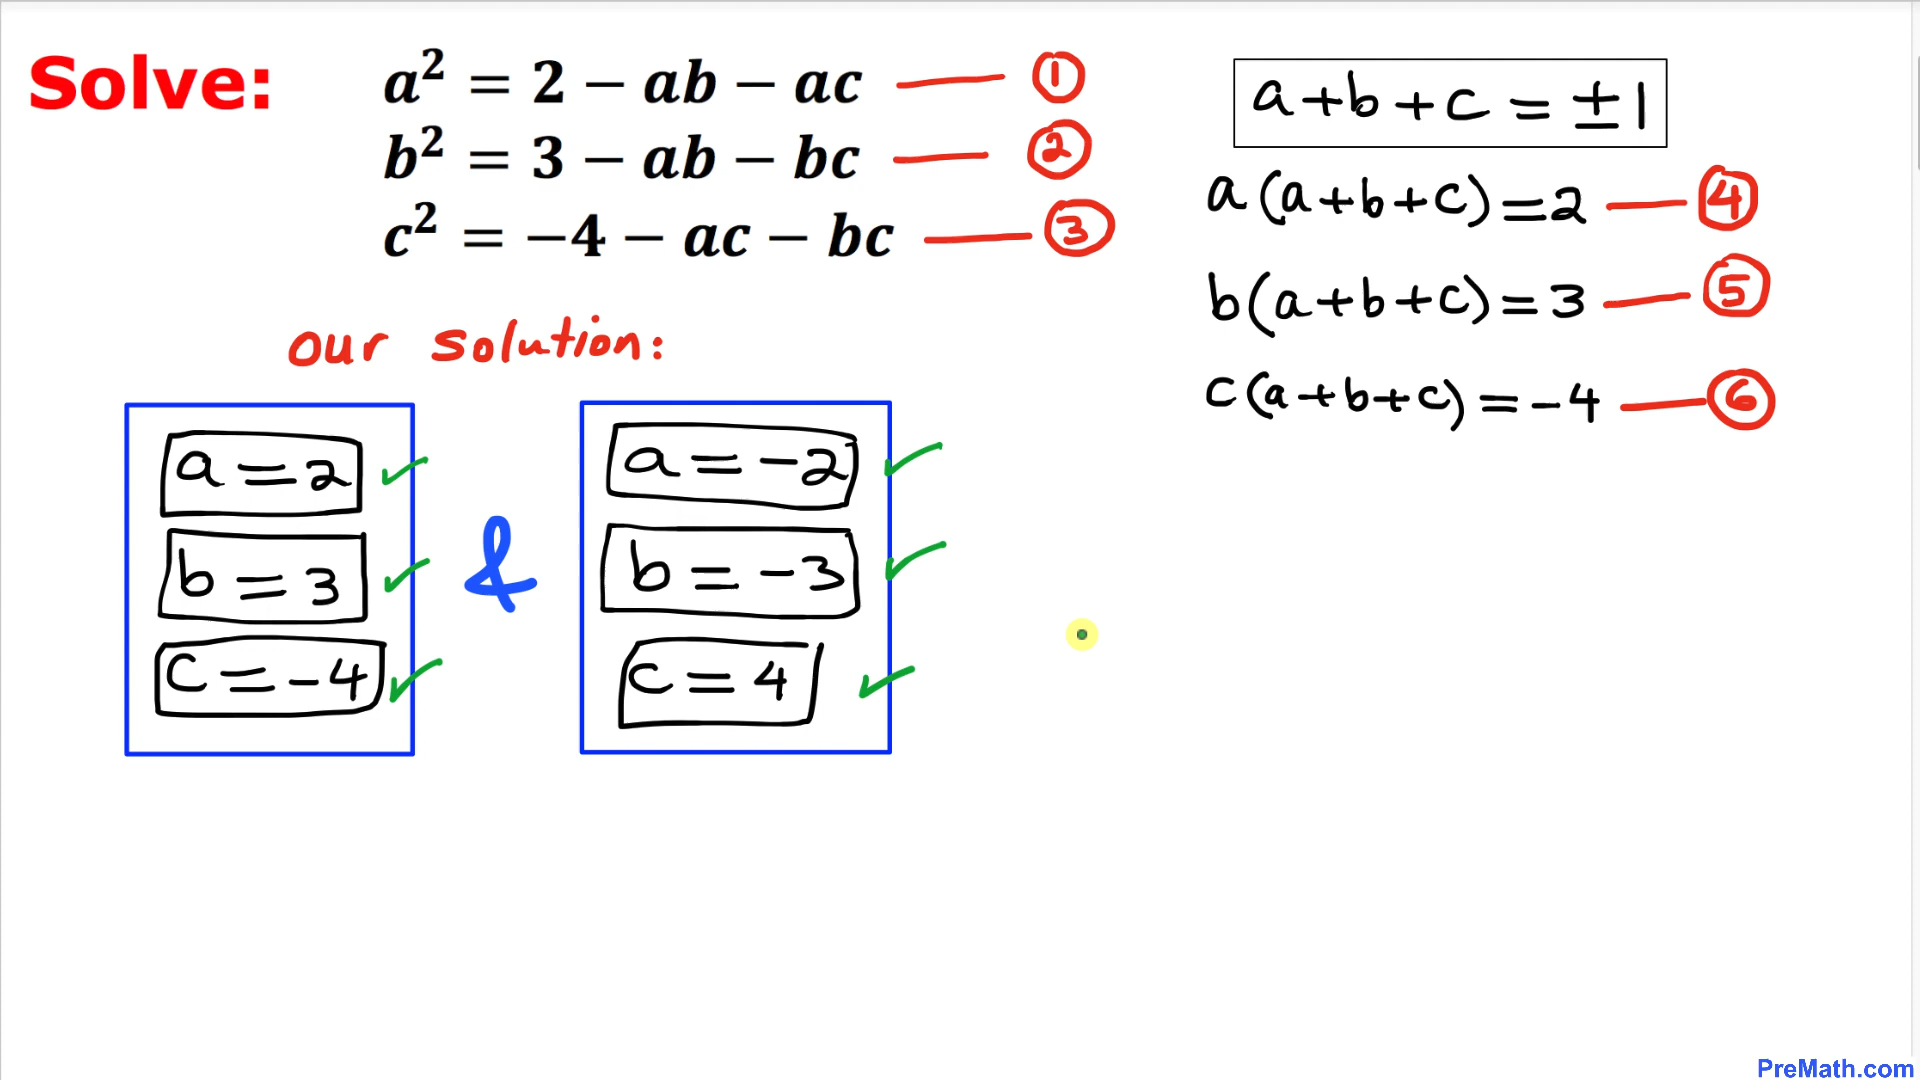 Solve:
a² = 2 − ab − ac — ①
b² = 3 − ab − bc — ②
c² = −4 − ac − bc — ③
our solution:
a = 2 ✓
b = 3 ✓
c = -4 ✓
&
a = -2 ✓
b = -3 ✓
c = 4 ✓
a + b + c = ± 1
a (a + b + c) = 2 — ④
b (a + b + c) = 3 — ⑤
c (a + b + c) = -4 — ⑥
PreMath.com